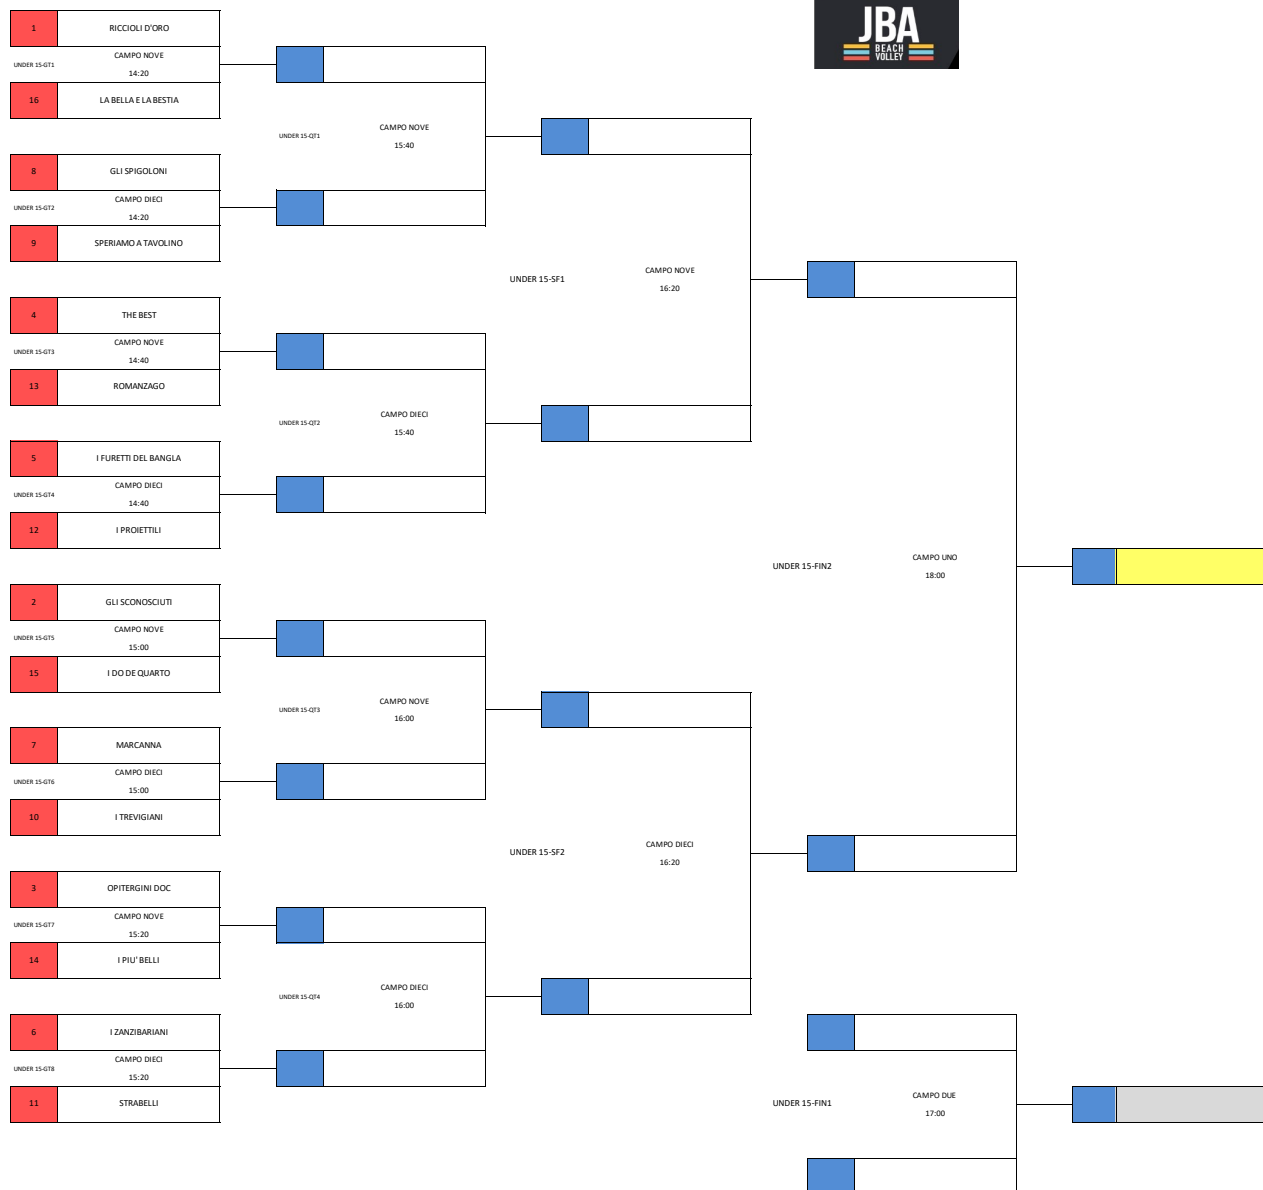 JBA
BEACH
VOLLEY
1 RICCIOLI D'ORO
UNDER 15-GT1 CAMPO NOVE
14:20
16 LA BELLA E LA BESTIA
UNDER 15-QT1 CAMPO NOVE
15:40
8 GLI SPIGOLONI
UNDER 15-GT2 CAMPO DIECI
14:20
9 SPERIAMO A TAVOLINO
UNDER 15-SF1 CAMPO NOVE
16:20
4 THE BEST
UNDER 15-GT3 CAMPO NOVE
14:40
13 ROMANZAGO
UNDER 15-QT2 CAMPO DIECI
15:40
5 I FURETTI DEL BANGLA
UNDER 15-GT4 CAMPO DIECI
14:40
12 I PROIETTILI
UNDER 15-FIN2 CAMPO UNO
18:00
2 GLI SCONOSCIUTI
UNDER 15-GT5 CAMPO NOVE
15:00
15 I DO DE QUARTO
UNDER 15-QT3 CAMPO NOVE
16:00
7 MARCANNA
UNDER 15-GT6 CAMPO DIECI
15:00
10 I TREVIGIANI
UNDER 15-SF2 CAMPO DIECI
16:20
3 OPITERGINI DOC
UNDER 15-GT7 CAMPO NOVE
15:20
14 I PIU' BELLI
UNDER 15-QT4 CAMPO DIECI
16:00
6 I ZANZIBARIANI
UNDER 15-GT8 CAMPO DIECI
15:20
11 STRABELLI
UNDER 15-FIN1 CAMPO DUE
17:00